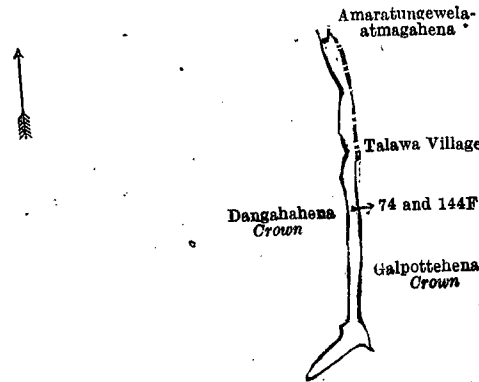 Amaratungewela-
atmagahena
Talawa Village
74 and 144F
Dangahahena
Crown
Galpottehena
Crown